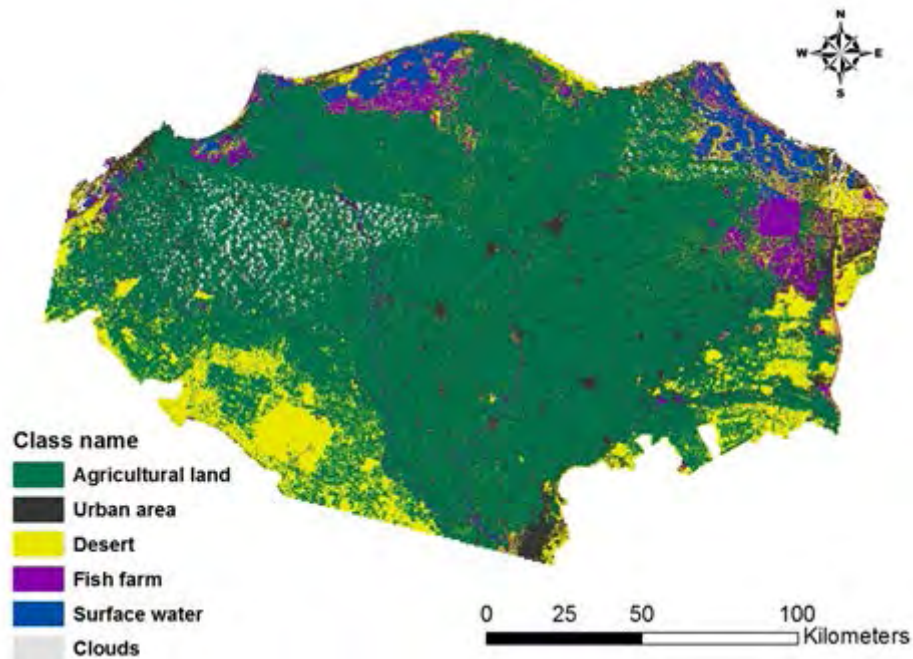 N
W E
S
Class name
Agricultural land
Urban area
Desert
Fish farm
Surface water
Clouds
0 25 50 100
Kilometers